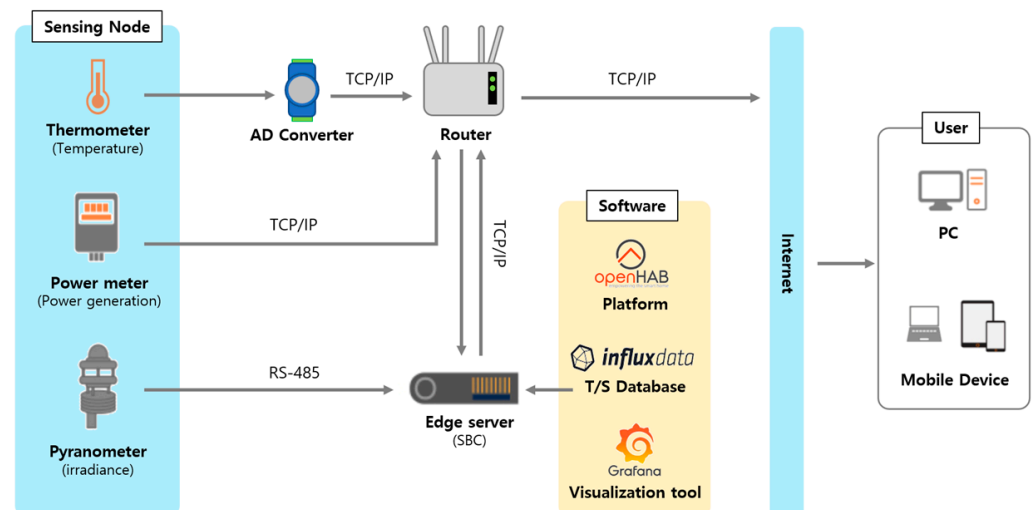 Sensing Node
Thermometer
(Temperature)
AD Converter
TCP/IP
Router
TCP/IP
Power meter
(Power generation)
TCP/IP
TCP/IP
Pyranometer
(irradiance)
RS-485
Edge server
(SBC)
Software
openHAB
Platform
influxdata
T/S Database
Grafana
Visualization tool
Internet
User
PC
Mobile Device